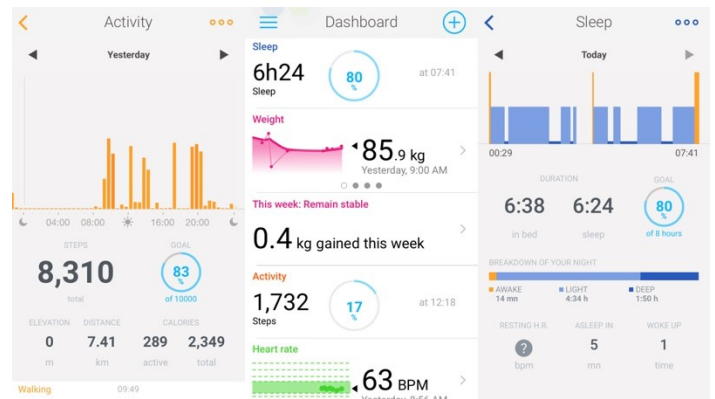 Activity
Yesterday
04:00 08:00 16:00 20:00
STEPS
GOAL
8,310
83
%
total
of 10000
ELEVATION DISTANCE CALORIES
0 7.41 289 2,349
m km active total
Walking 09:49
Dashboard
Sleep
6h24
Sleep
80
%
at 07:41
Weight
85.9 kg
Yesterday, 9:00 AM
This week: Remain stable
0.4 kg gained this week
Activity
1,732
Steps
17
%
at 12:18
Heart rate
63 BPM
Yesterday, 8:56 AM
Sleep
Today
00:29 07:41
DURATION
GOAL
6:38 6:24
80
%
in bed sleep
of 8 hours
BREAKDOWN OF YOUR NIGHT
AWAKE LIGHT DEEP
14 mn 4:34 h 1:50 h
RESTING H.R. ASLEEP IN WOKE UP
? 5 1
bpm mn time